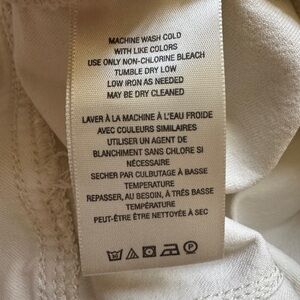 MACHINE WASH COLD
WITH LIKE COLORS
USE ONLY NON-CHLORINE BLEACH
TUMBLE DRY LOW
LOW IRON AS NEEDED
MAY BE DRY CLEANED
LAVER À LA MACHINE À L'EAU FROIDE
AVEC COULEURS SIMILAIRES
UTILISER UN AGENT DE
BLANCHIMENT SANS CHLORE SI
NÉCESSAIRE
SECHER PAR CULBUTAGE À BASSE
TEMPERATURE
REPASSER, AU BESOIN, À TRÈS BASSE
TEMPÉRATURE
PEUT-ÊTRE ÊTRE NETTOYÉE À SEC